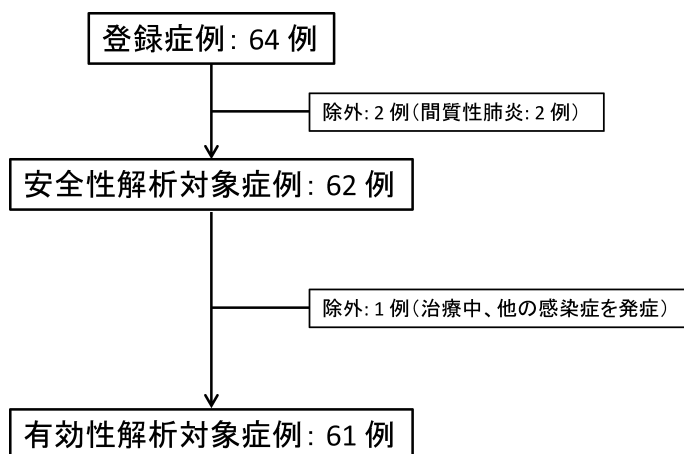 登録症例: 64 例
除外: 2 例(間質性肺炎: 2 例)
安全性解析対象症例: 62 例
除外: 1 例(治療中、他の感染症を発症)
有効性解析対象症例: 61 例